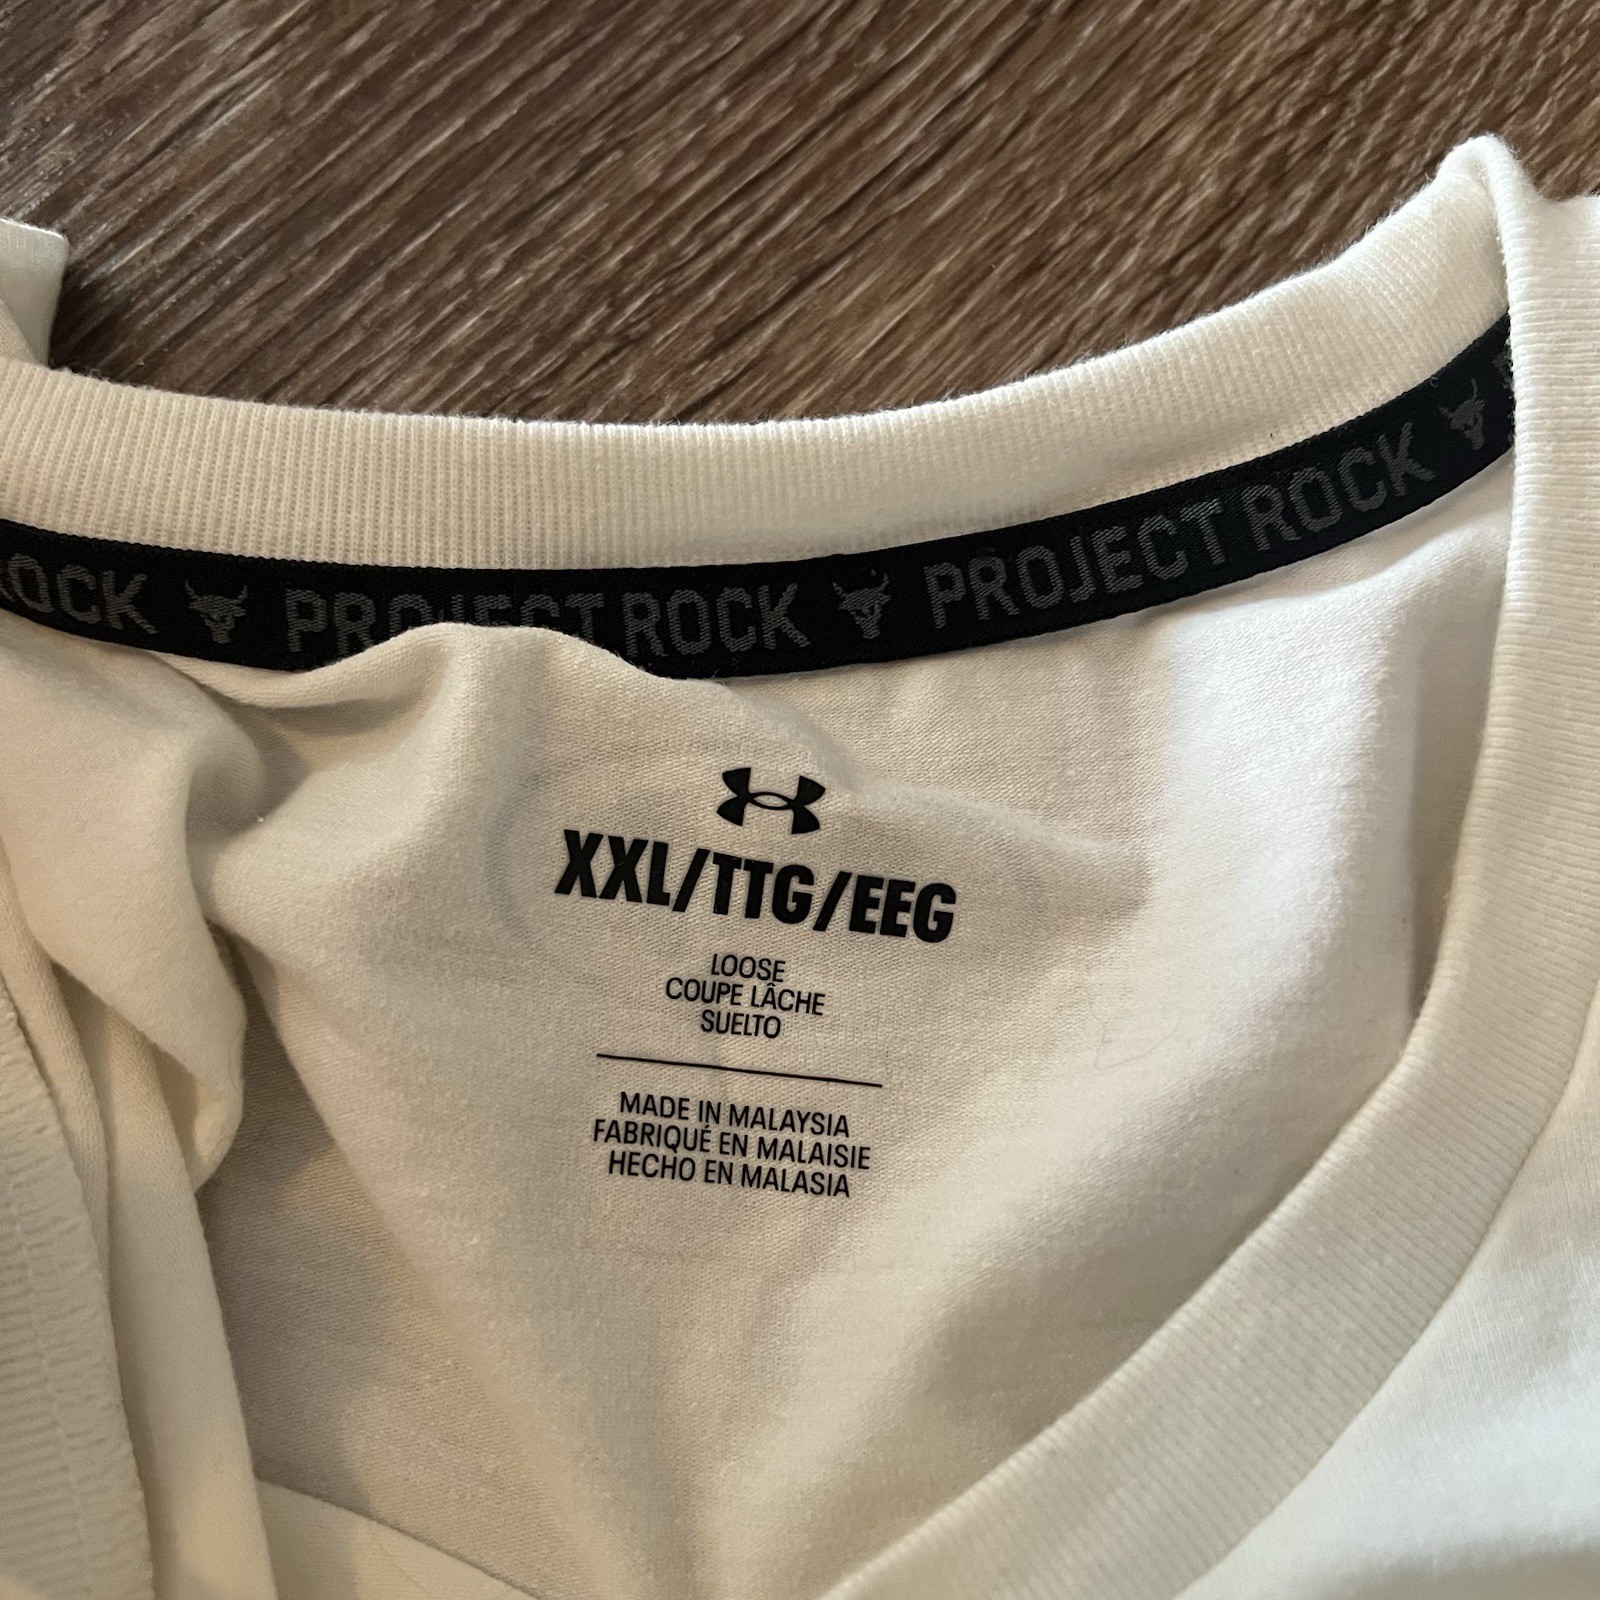 ROCK PROJECT ROCK PROJECT ROCK
XXL/TTG/EEG
LOOSE
COUPE LÂCHE
SUELTO
MADE IN MALAYSIA
FABRIQUÉ EN MALAISIE
HECHO EN MALASIA